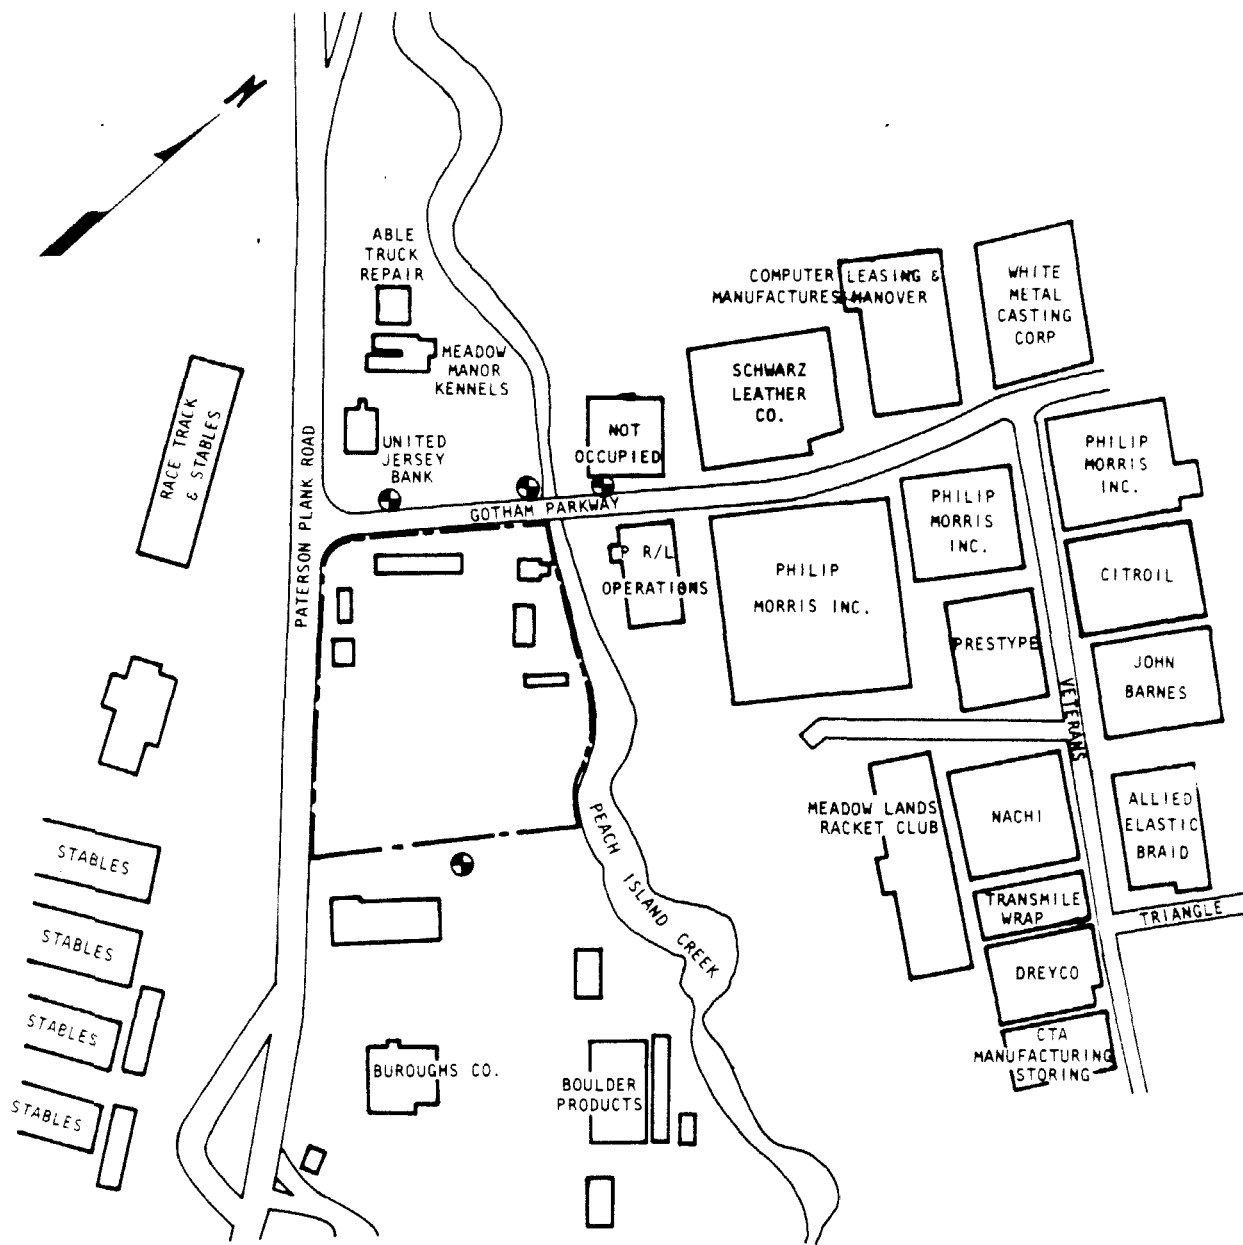 N
ABLE
TRUCK
REPAIR
MEADOW
MANOR
KENNELS
UNITED
JERSEY
BANK
RACE TRACK
& STABLES
PATERSON PLANK ROAD
GOTHAM PARKWAY
NOT
OCCUPIED
COMPUTER LEASING &
MANUFACTURES HANOVER
WHITE
METAL
CASTING
CORP
SCHWARZ
LEATHER
CO.
PHILIP
MORRIS
INC.
PHILIP
MORRIS
INC.
P R/L
OPERATIONS
PHILIP
MORRIS INC.
CITROIL
PRESTYPE
JOHN
BARNES
VETERANS
MEADOW LANDS
RACKET CLUB
NACHI
ALLIED
ELASTIC
BRAID
TRANSMILE
WRAP
TRIANGLE
DREYCO
CTA
MANUFACTURING
STORING
PEACH ISLAND CREEK
STABLES
STABLES
STABLES
STABLES
BUROUGHS CO.
BOULDER
PRODUCTS